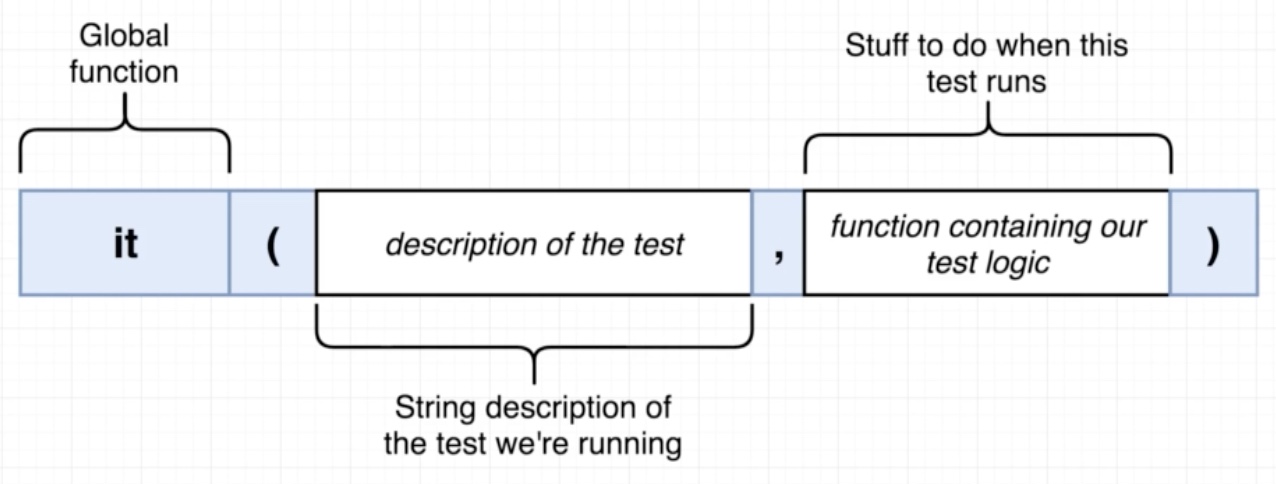 Global
function
Stuff to do when this
test runs
it ( description of the test , function containing our
test logic )
String description of
the test we're running